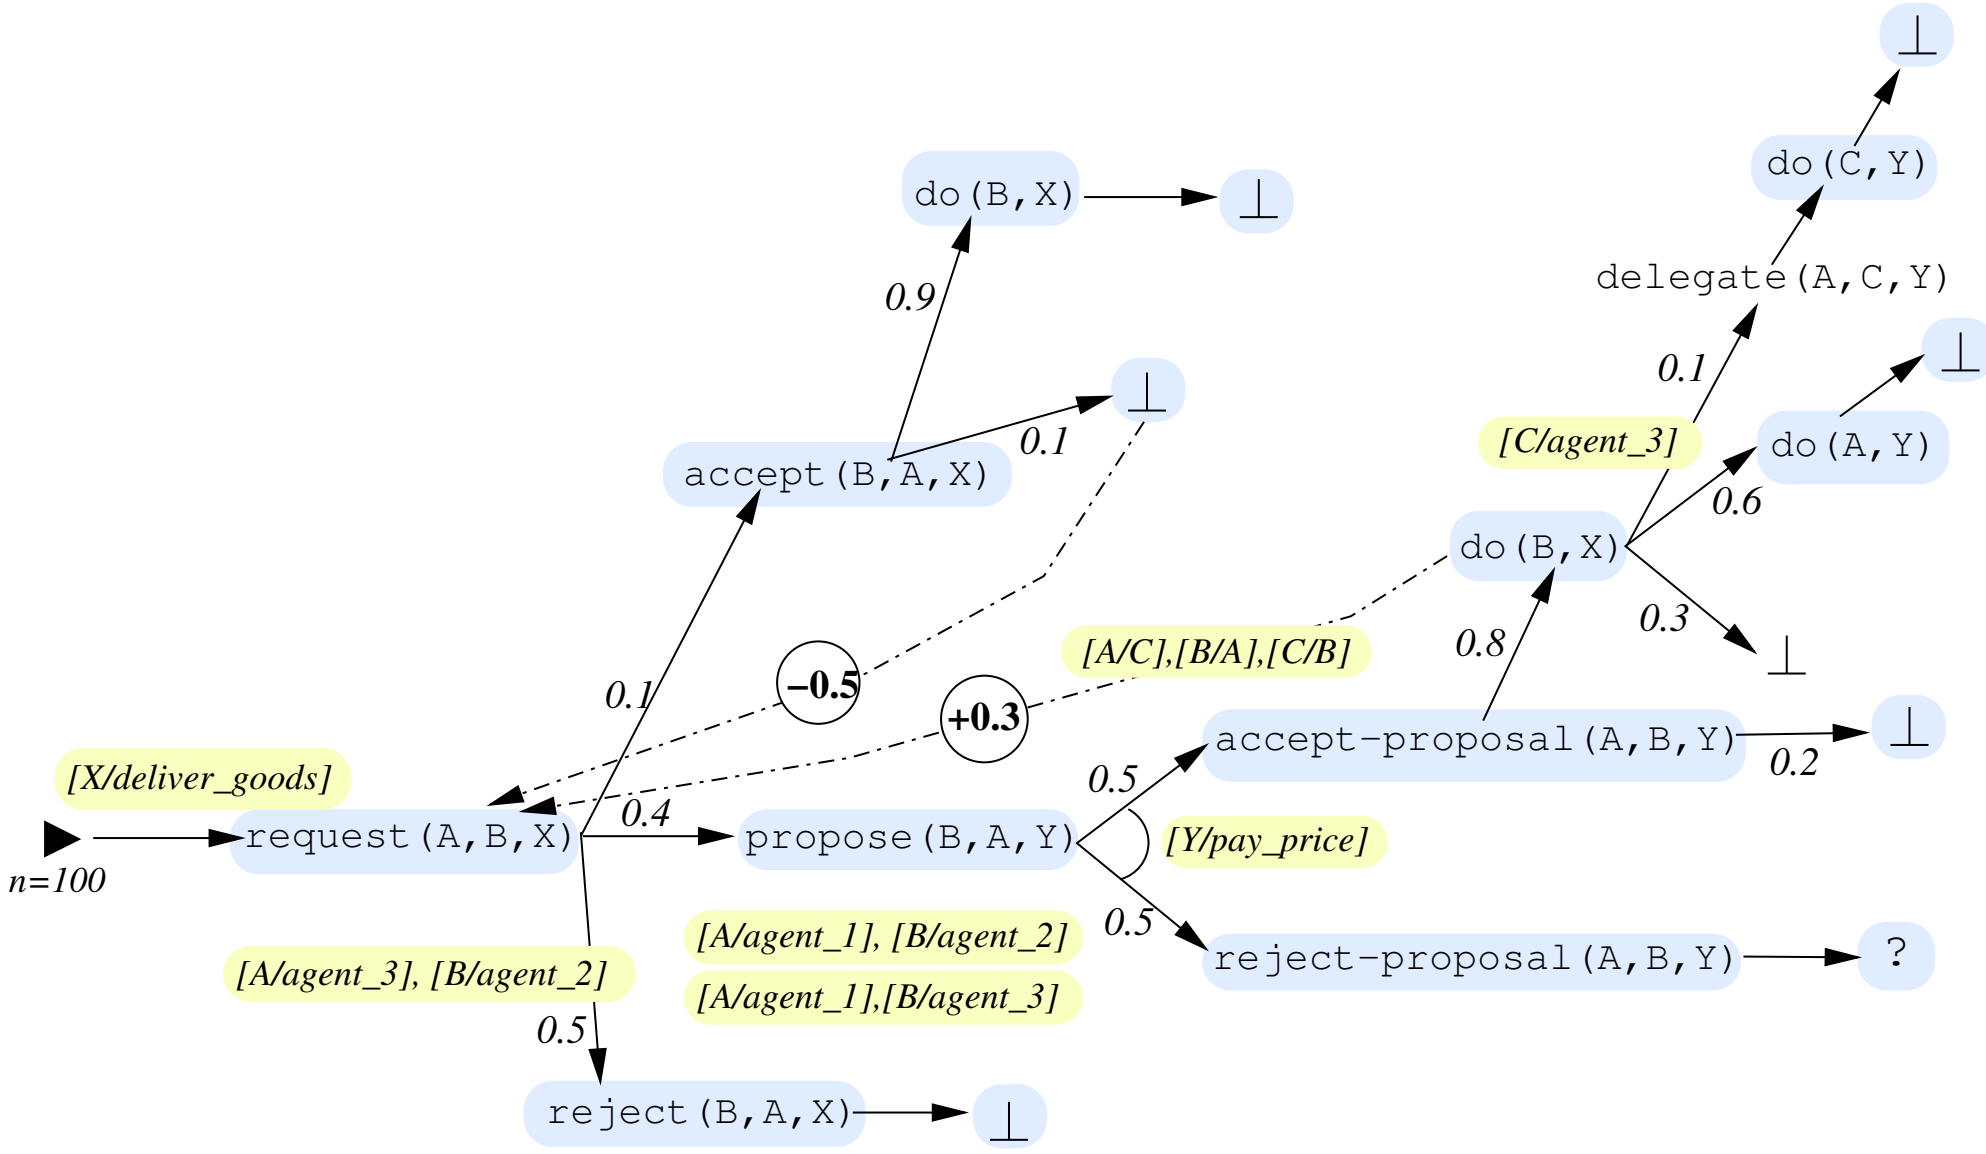 ⊥
do(C,Y)
do(B,X)
⊥
delegate(A,C,Y)
0.9
0.1
⊥
⊥
0.1
[C/agent_3]
do(A,Y)
accept(B,A,X)
0.6
do(B,X)
0.3
0.8
[A/C],[B/A],[C/B]
⊥
−0.5
0.1
+0.3
accept−proposal(A,B,Y)
⊥
0.2
[X/deliver_goods]
0.5
0.4
request(A,B,X)
propose(B,A,Y)
[Y/pay_price]
n=100
0.5
[A/agent_1], [B/agent_2]
reject−proposal(A,B,Y)
?
[A/agent_3], [B/agent_2]
[A/agent_1],[B/agent_3]
0.5
reject(B,A,X)
⊥